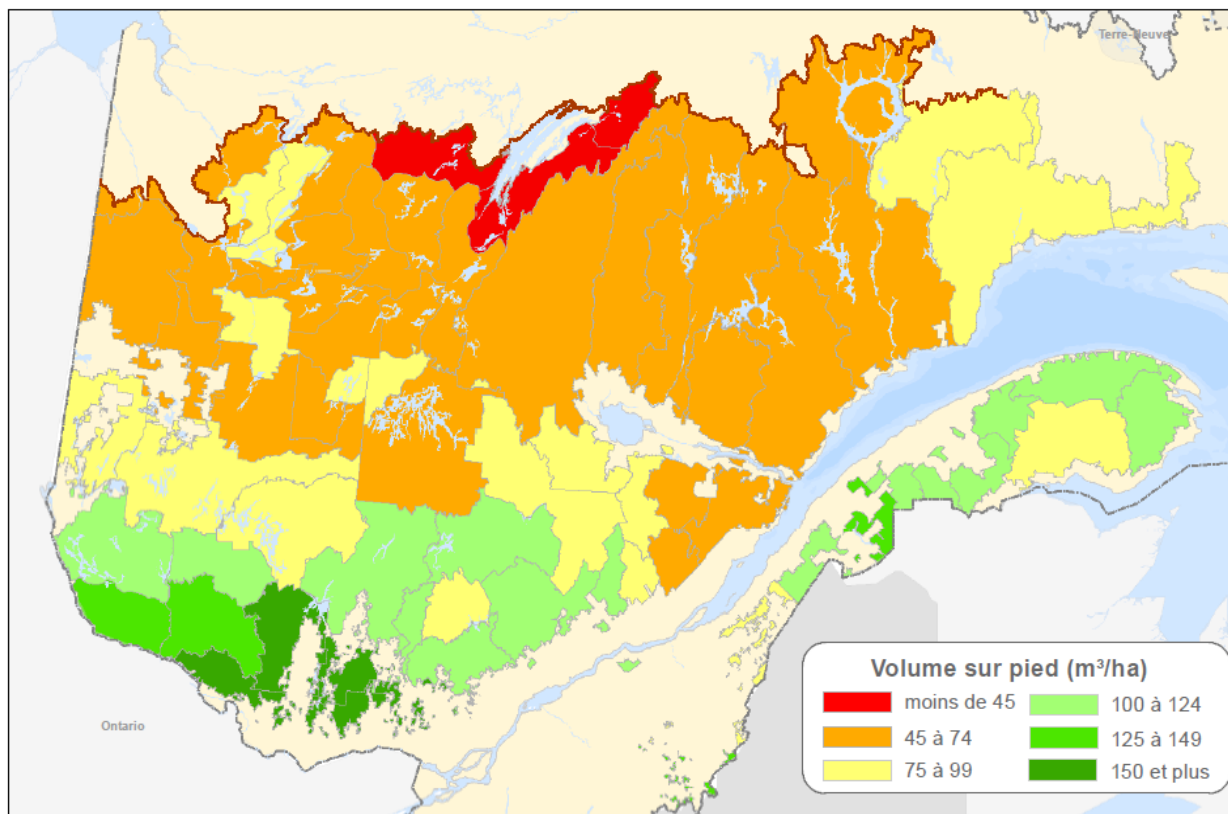 Terre-Neuve
Ontario
Volume sur pied (m³/ha)
moins de 45
45 à 74
75 à 99
100 à 124
125 à 149
150 et plus